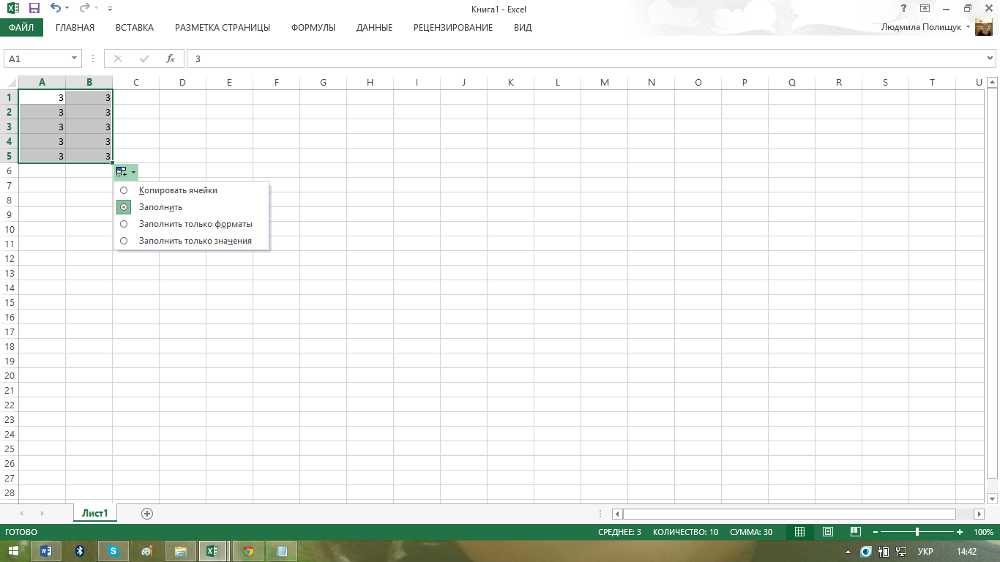 Книга1 - Excel
?
ФАЙЛ ГЛАВНАЯ ВСТАВКА РАЗМЕТКА СТРАНИЦЫ ФОРМУЛЫ ДАННЫЕ РЕЦЕНЗИРОВАНИЕ ВИД Людмила Полищук
A1 fx 3
A B C D E F G H I J K L M N O P Q R S T U
1 3 3
2 3 3
3 3 3
4 3 3
5 3 3
6
7
8
9
10
11
12
13
14
15
16
17
18
19
20
21
22
23
24
25
26
27
28
Копировать ячейки
Заполнить
Заполнить только форматы
Заполнить только значения
Лист1
ГОТОВО СРЕДНЕЕ: 3 КОЛИЧЕСТВО: 10 СУММА: 30 100%
УКР 14:42